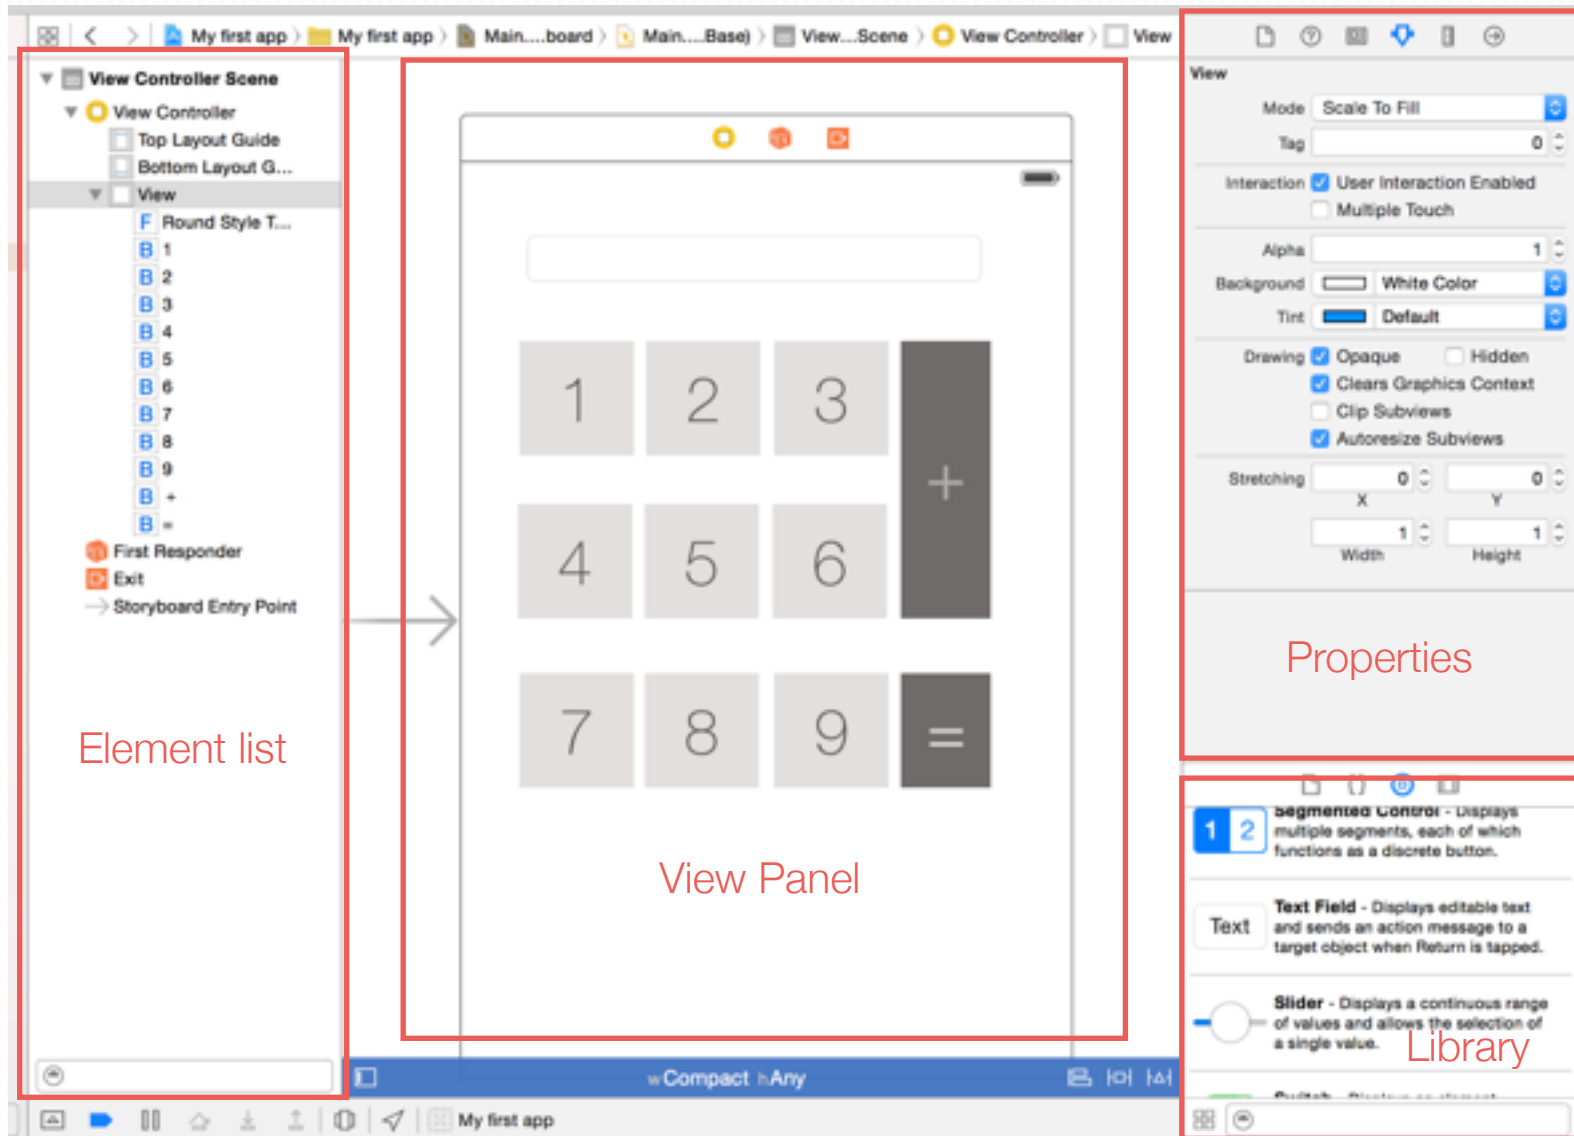 My first app My first app Main....board Main....Base) View...Scene View Controller View
View Controller Scene
View Controller
Top Layout Guide
Bottom Layout G...
View
F Round Style T...
B 1
B 2
B 3
B 4
B 5
B 6
B 7
B 8
B 9
B +
B =
First Responder
Exit
Storyboard Entry Point
Element list
1 2 3 +
4 5 6
7 8 9 =
View Panel
wCompact hAny
My first app
View
Mode Scale To Fill
Tag 0
Interaction User Interaction Enabled
Multiple Touch
Alpha 1
Background White Color
Tint Default
Drawing Opaque Hidden
Clears Graphics Context
Clip Subviews
Autoresize Subviews
Stretching 0 0
X Y
1 1
Width Height
Properties
{}
1 2
Segmented Control - Displays
multiple segments, each of which
functions as a discrete button.
Text
Text Field - Displays editable text
and sends an action message to a
target object when Return is tapped.
Slider - Displays a continuous range
of values and allows the selection of
a single value.
Library